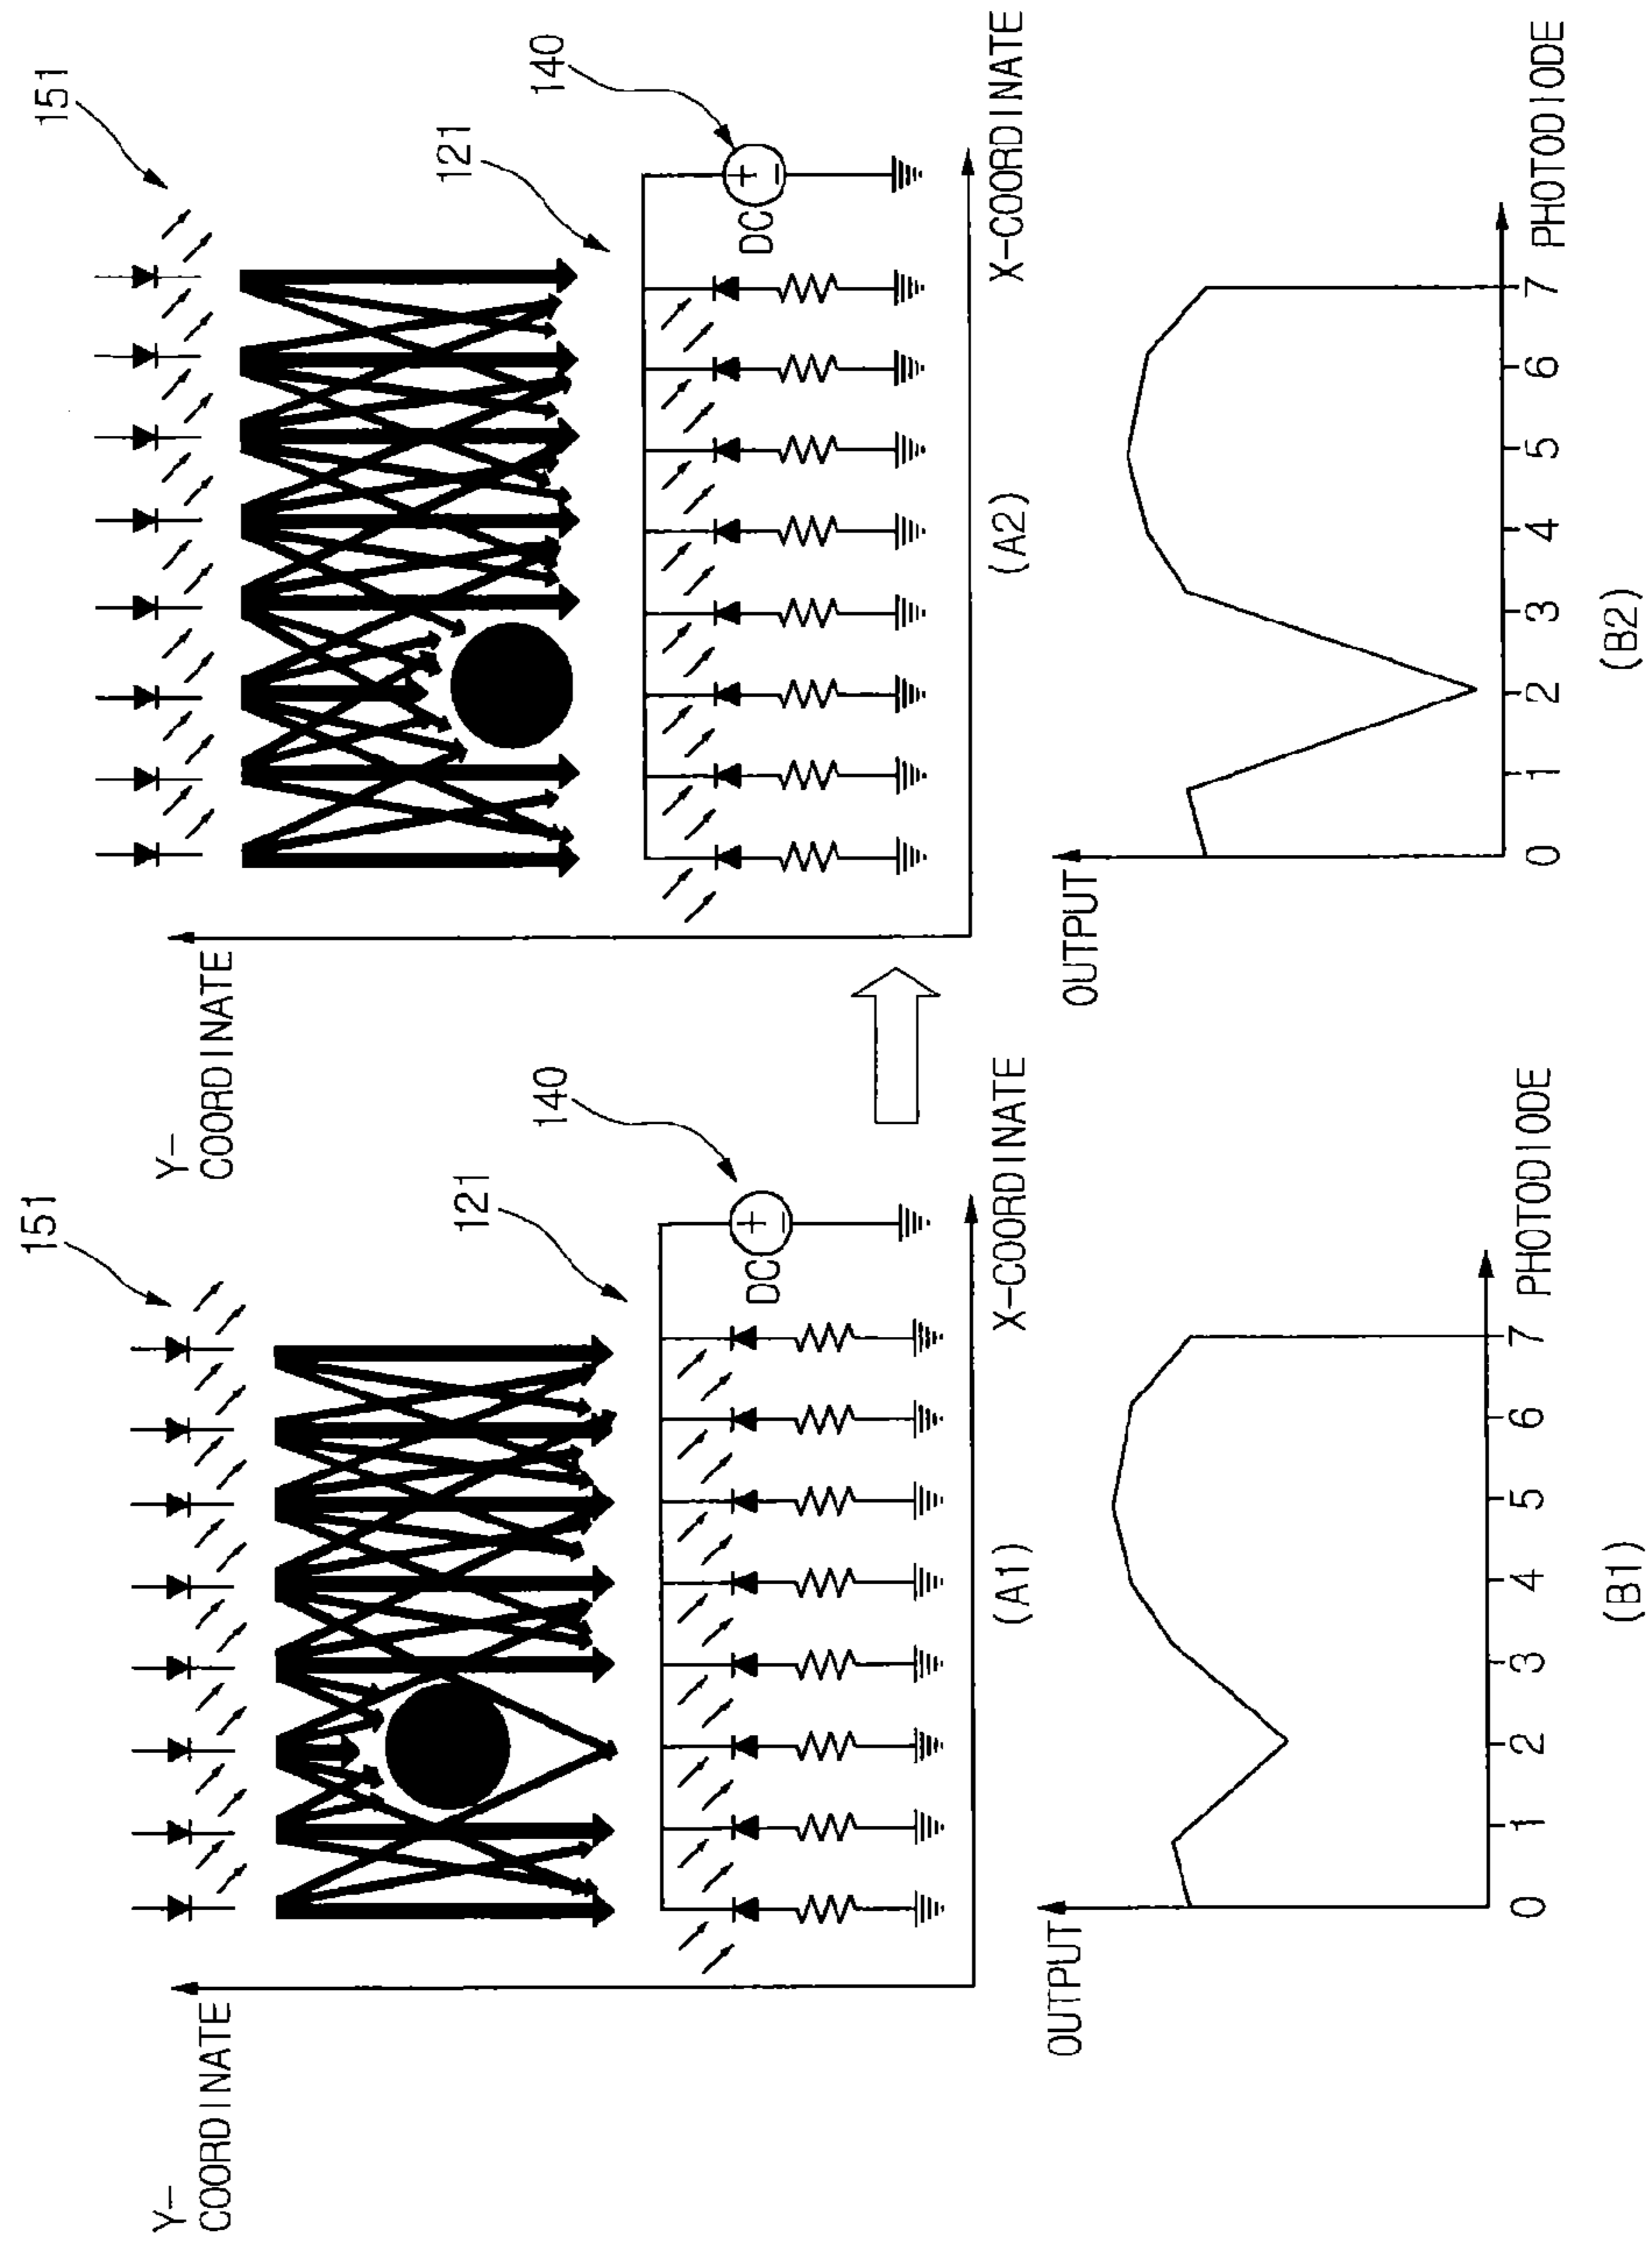 151
121
140
DC
Y-
COORDINATE
X-COORDINATE
(A1)
OUTPUT
0 1 2 3 4 5 6 7
PHOTODIODE
(B1)
151
121
140
DC
Y-
COORDINATE
X-COORDINATE
(A2)
OUTPUT
0 1 2 3 4 5 6 7
PHOTODIODE
(B2)